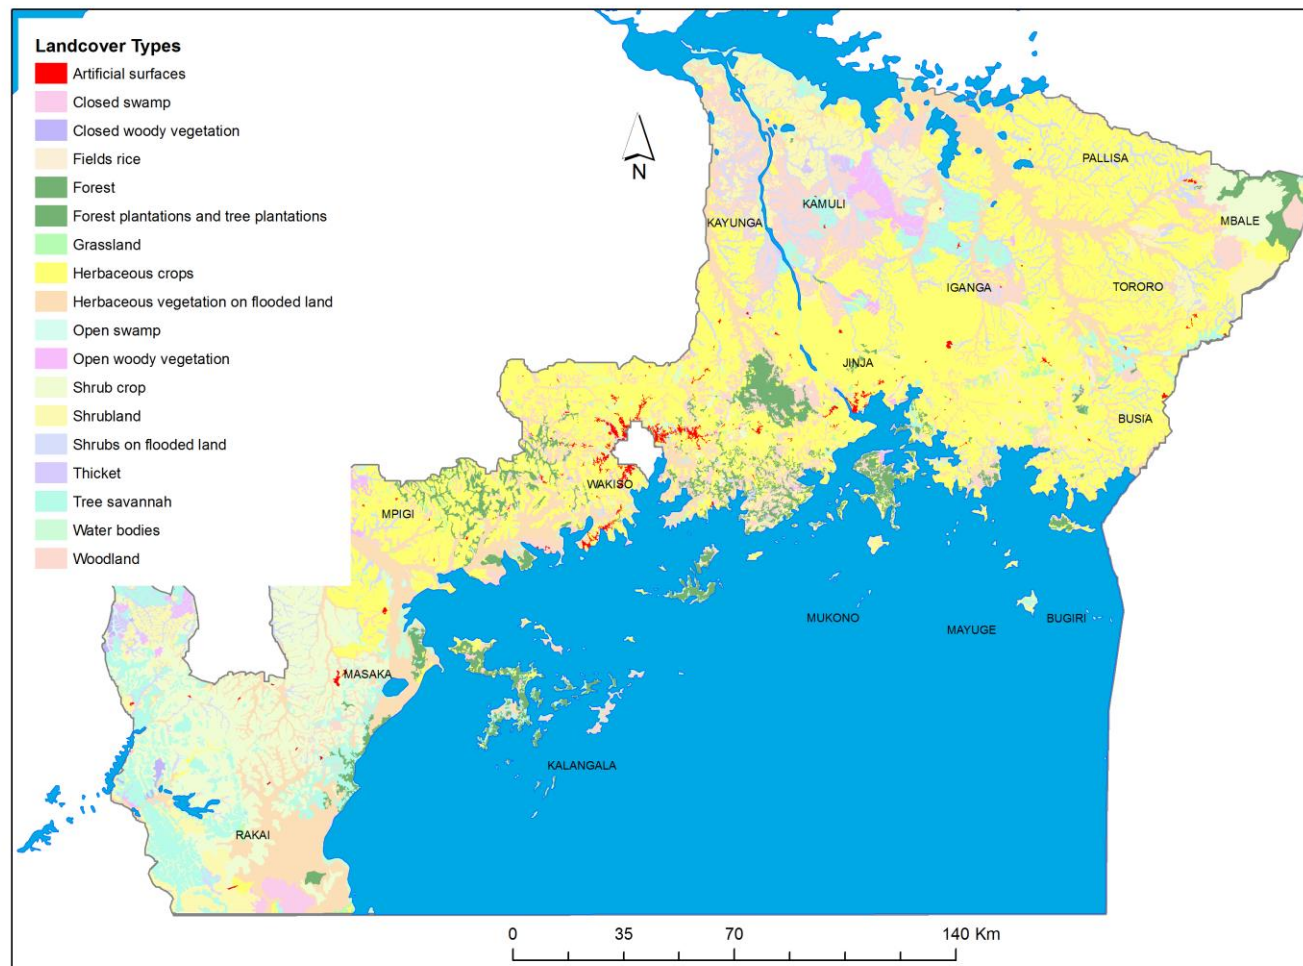 Landcover Types
Artificial surfaces
Closed swamp
Closed woody vegetation
Fields rice
Forest
Forest plantations and tree plantations
Grassland
Herbaceous crops
Herbaceous vegetation on flooded land
Open swamp
Open woody vegetation
Shrub crop
Shrubland
Shrubs on flooded land
Thicket
Tree savannah
Water bodies
Woodland
N
PALLISA
KAMULI
KAYUNGA
MBALE
IGANGA
TORORO
JINJA
BUSIA
WAKISO
MPIGI
MUKONO
MAYUGE
BUGIRI
MASAKA
KALANGALA
RAKAI
0 35 70 140 Km